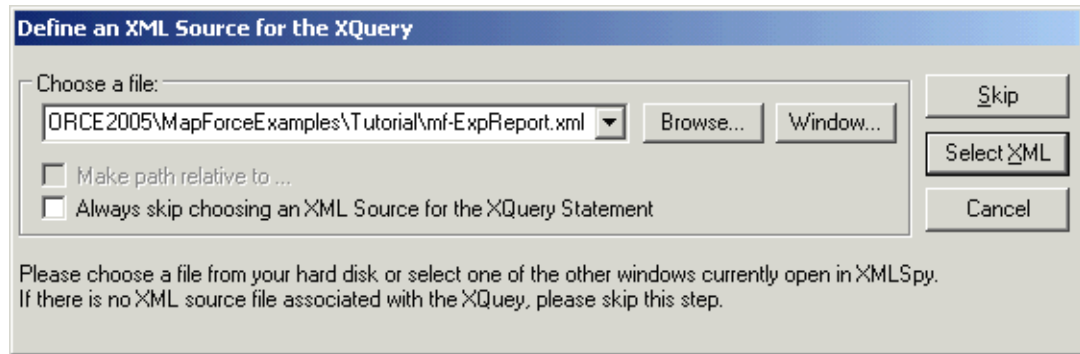 Define an XML Source for the XQuery
Choose a file:
ORCE2005\MapForceExamples\Tutorial\mf-ExpReport.xml
Browse...
Window...
Skip
Select XML
Cancel
Make path relative to ...
Always skip choosing an XML Source for the XQuery Statement
Please choose a file from your hard disk or select one of the other windows currently open in XMLSpy.
If there is no XML source file associated with the XQuey, please skip this step.